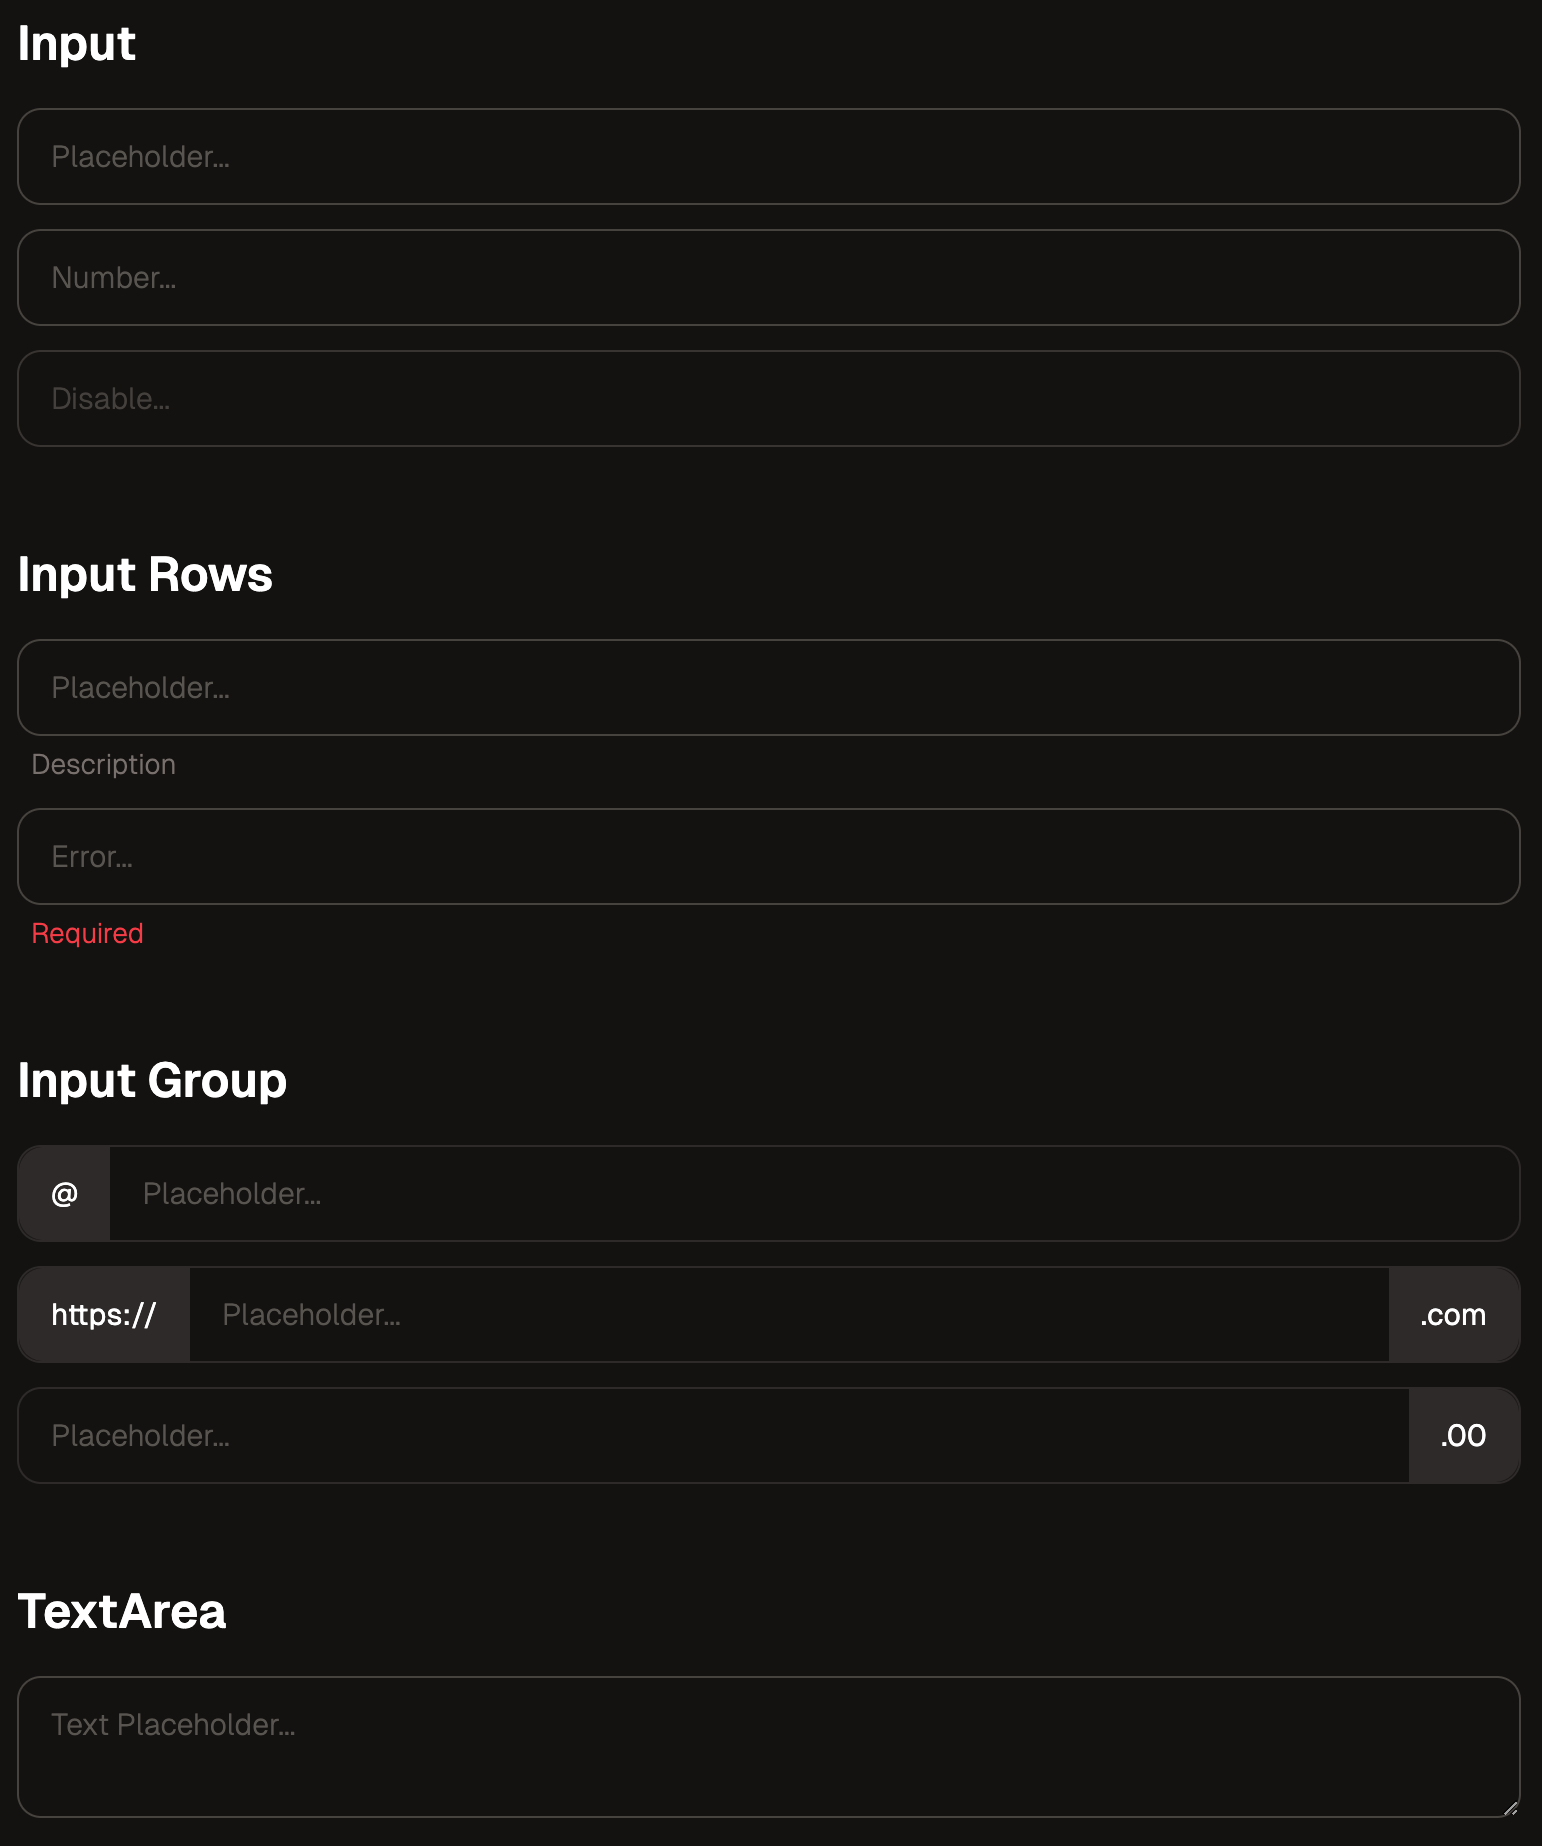 Input
Placeholder...
Number...
Disable...
Input Rows
Placeholder...
Description
Error...
Required
Input Group
@ Placeholder...
https:// Placeholder... .com
Placeholder... .00
TextArea
Text Placeholder...